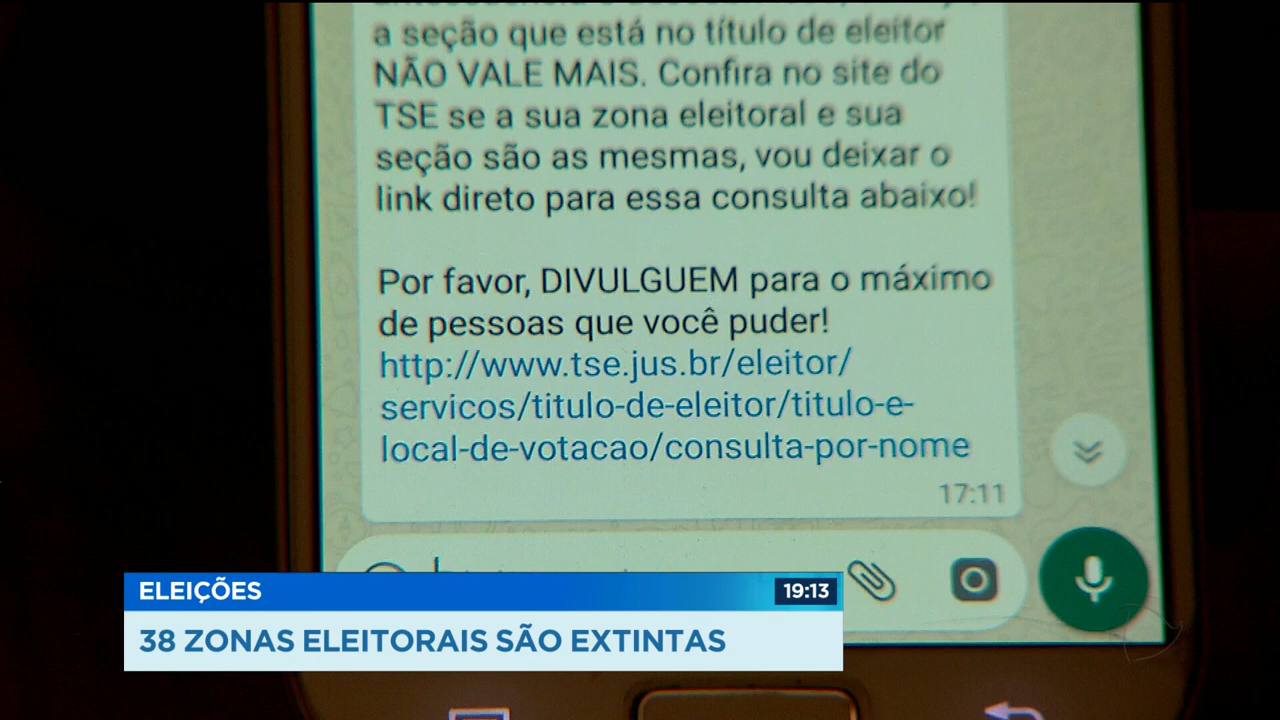 a seção que está no título de eleitor
NÃO VALE MAIS. Confira no site do
TSE se a sua zona eleitoral e sua
seção são as mesmas, vou deixar o
link direto para essa consulta abaixo!
Por favor, DIVULGUEM para o máximo
de pessoas que você puder!
http://www.tse.jus.br/eleitor/
servicos/titulo-de-eleitor/titulo-e-
local-de-votacao/consulta-por-nome
17:11
ELEIÇÕES
19:13
38 ZONAS ELEITORAIS SÃO EXTINTAS